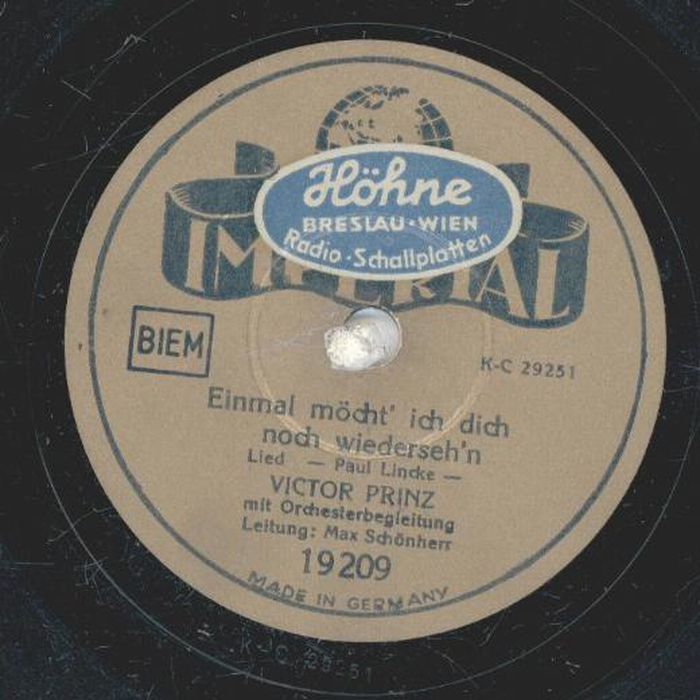 Höhne
BRESLAU·WIEN
Radio·Schallplatten
IMPERIAL
BIEM
K-C 29251
Einmal möcht' ich dich
noch wiederseh'n
Lied — Paul Lincke —
VICTOR PRINZ
mit Orchesterbegleitung
Leitung: Max Schönherr
19209
MADE IN GERMANY
K-C 29251